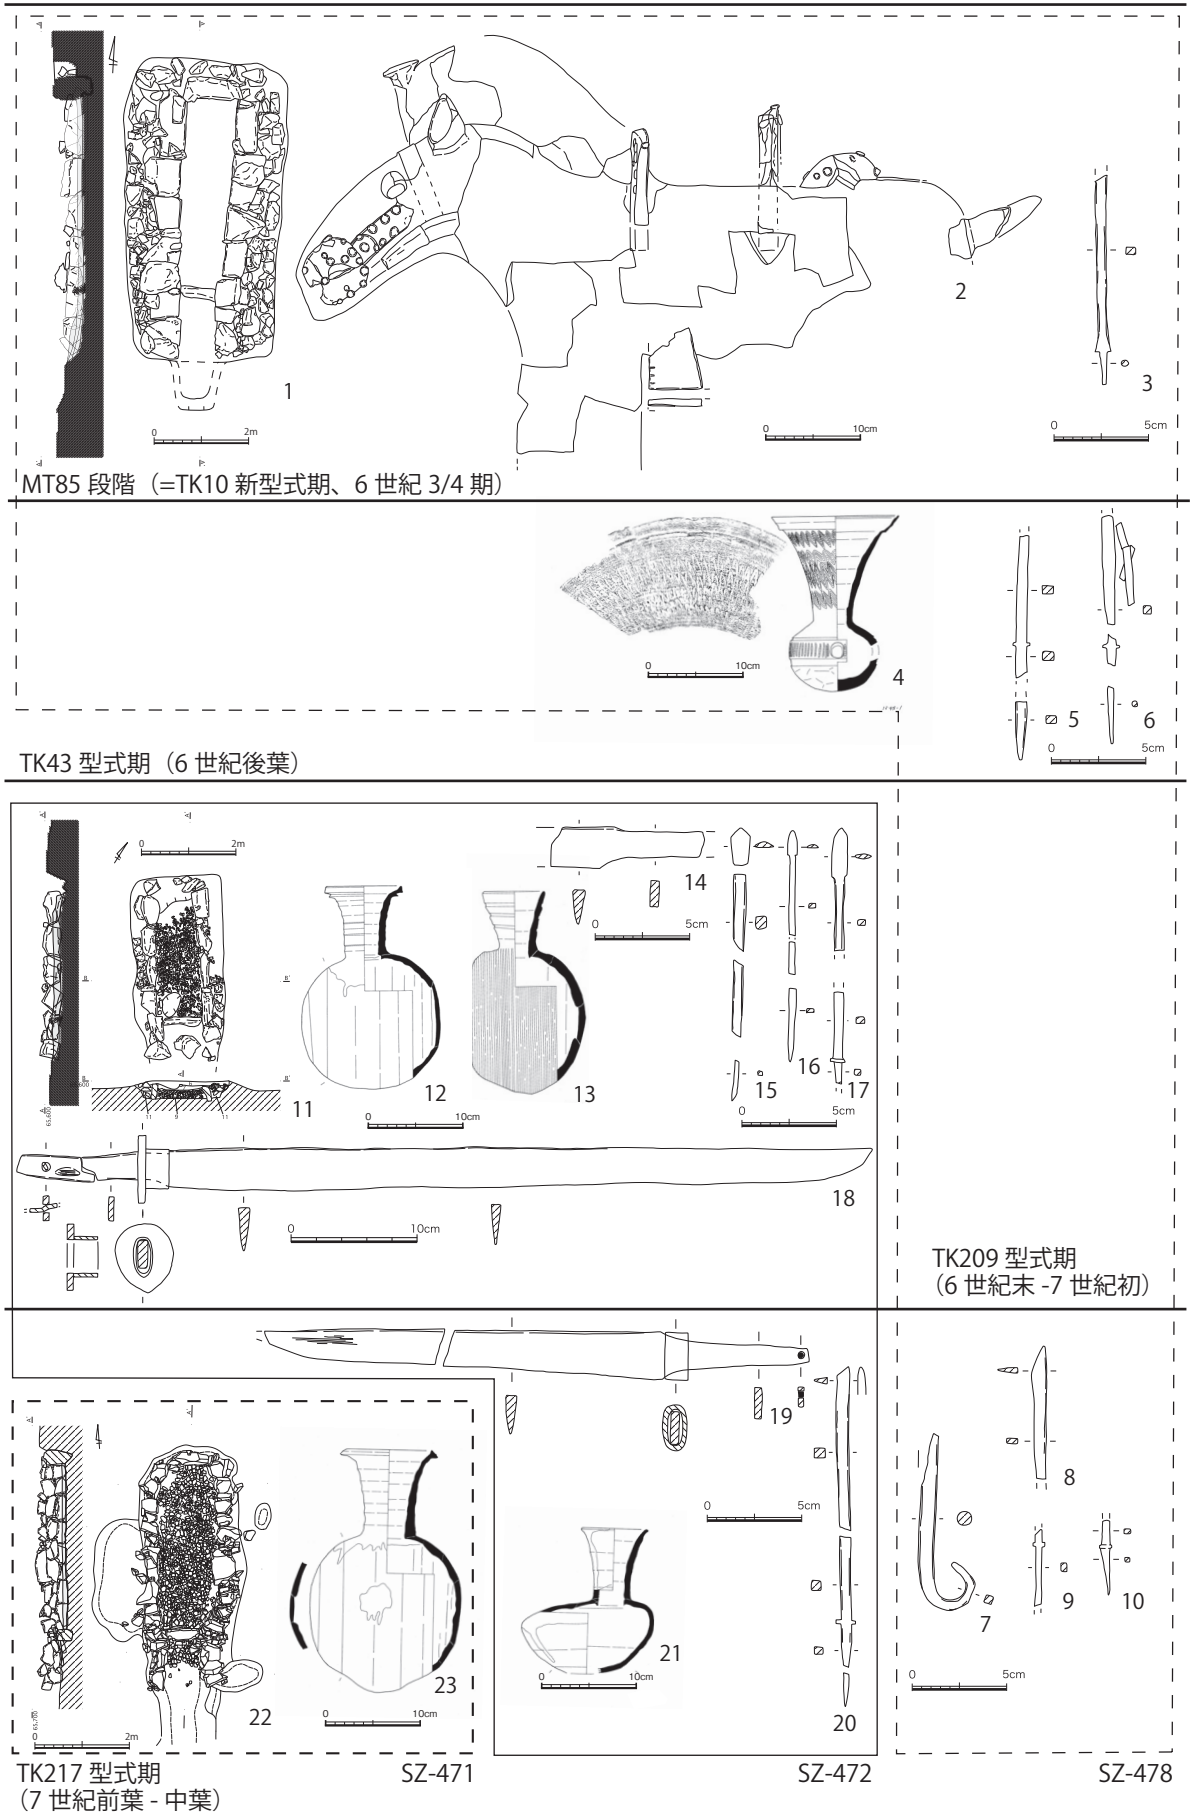 1
0 2m
2
0 10cm
3
0 5cm
MT85 段階（=TK10 新型式期、6 世紀 3/4 期）
0 10cm
4
5
6
0 5cm
TK43 型式期（6 世紀後葉）
0 2m
11
12
13
0 10cm
14
0 5cm
15
16
17
0 5cm
18
0 10cm
TK209 型式期
（6 世紀末 -7 世紀初）
19
0 5cm
20
21
0 10cm
22
65,700
0 2m
23
0 10cm
7
8
9
10
0 5cm
TK217 型式期
（7 世紀前葉 - 中葉）
SZ-471
SZ-472
SZ-478